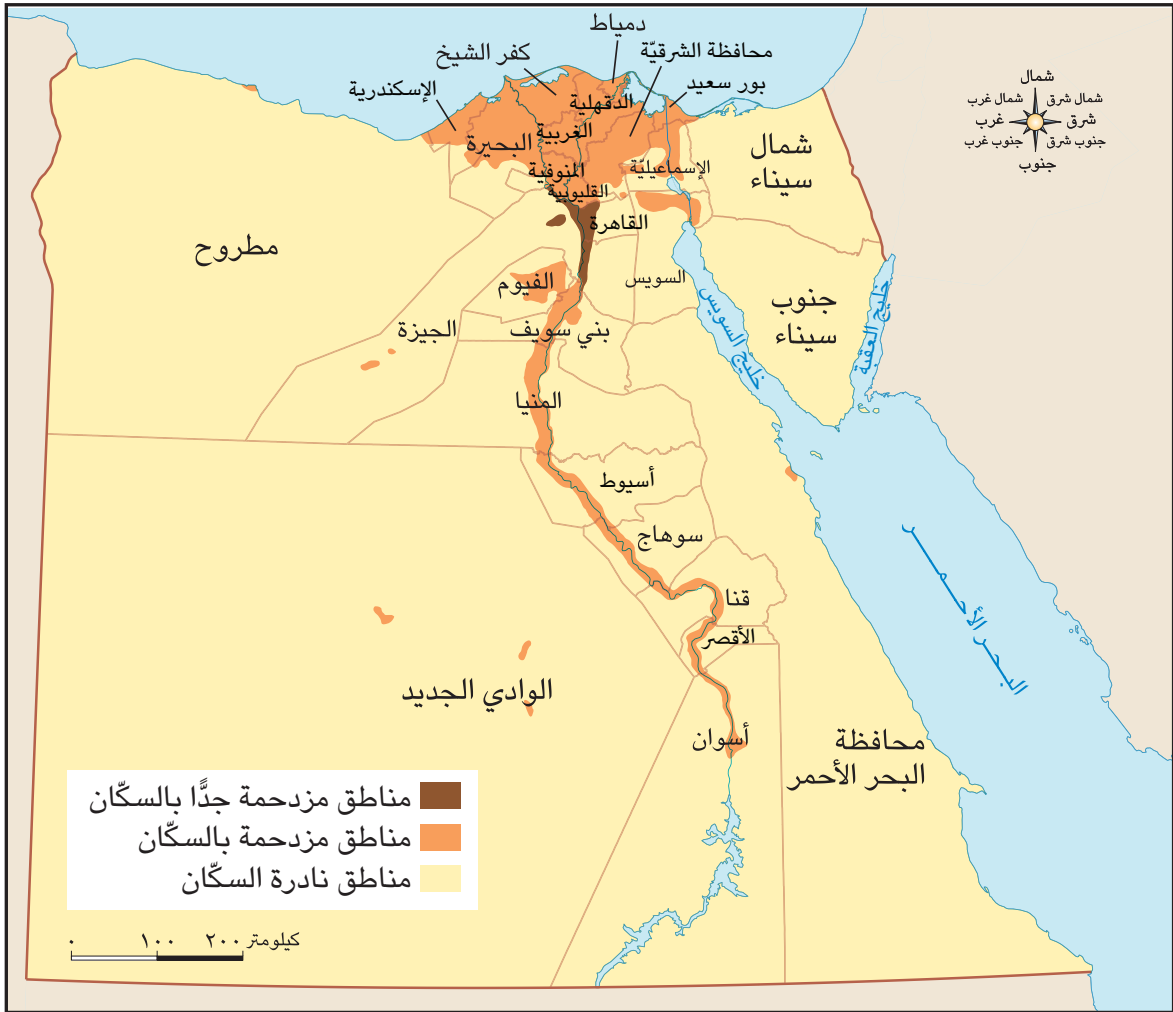 دمياط
كفر الشيخ
محافظة الشرقيّة
بور سعيد
الإسكندرية
الدقهلية
الغربية
البحيرة
المنوفية
القليوبية
الإسماعيليّة
شمال
سيناء
القاهرة
مطروح
السويس
الفيوم
جنوب
سيناء
الجيزة
بني سويف
خليج السويس
خليج العقبة
المنيا
أسيوط
سوهاج
قنا
الأقصر
البحر الأحمر
الوادي الجديد
أسوان
محافظة
البحر الأحمر
شمال
شمال شرق
شمال غرب
شرق
غرب
جنوب شرق
جنوب غرب
جنوب
مناطق مزدحمة جدًّا بالسكّان
مناطق مزدحمة بالسكّان
مناطق نادرة السكّان
٠ ١٠٠ ٢٠٠ كيلومتر